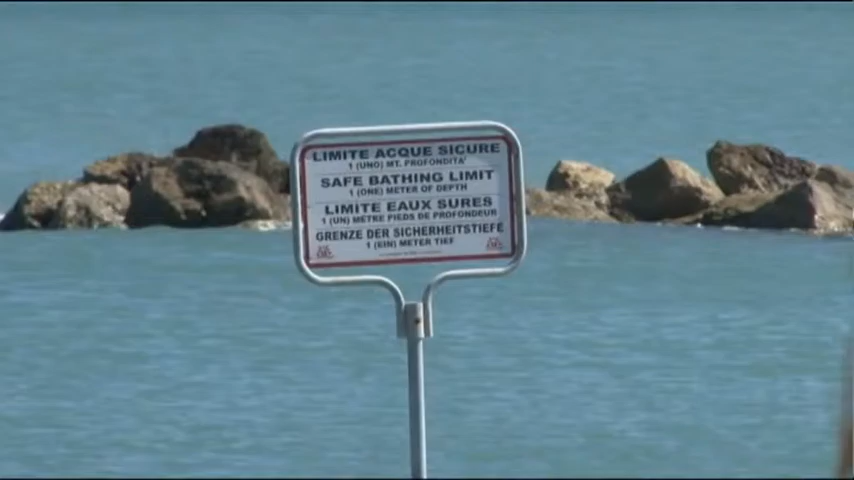 LIMITE ACQUE SICURE
1 (UNO) MT. PROFONDITA'
SAFE BATHING LIMIT
1 (ONE) METER OF DEPTH
LIMITE EAUX SURES
1 (UN) METRE PIEDS DE PROFONDEUR
GRENZE DER SICHERHEITSTIEFE
1 (EIN) METER TIEF